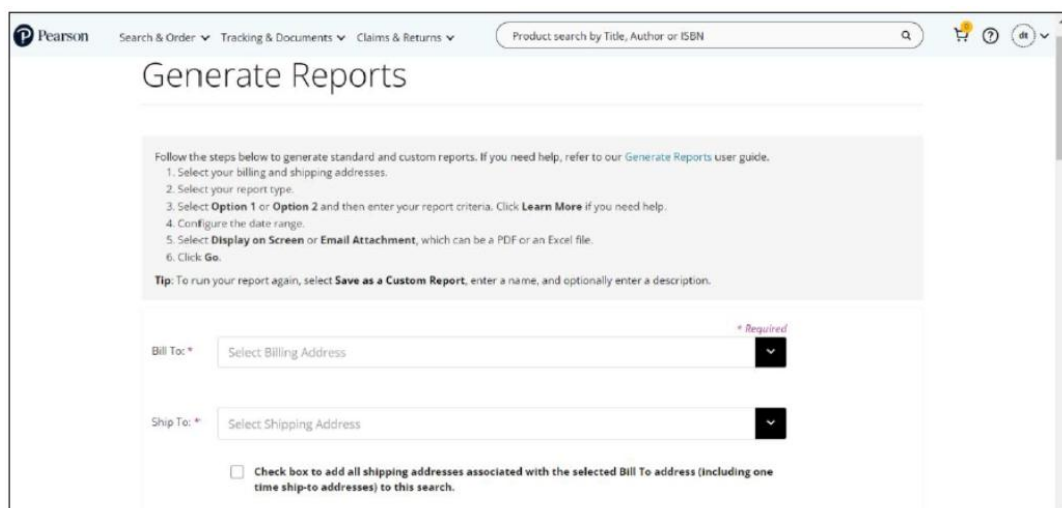 Pearson
Search & Order
Tracking & Documents
Claims & Returns
Product search by Title, Author or ISBN
0
dt
Generate Reports
Follow the steps below to generate standard and custom reports. If you need help, refer to our Generate Reports user guide.
1. Select your billing and shipping addresses.
2. Select your report type.
3. Select Option 1 or Option 2 and then enter your report criteria. Click Learn More if you need help.
4. Configure the date range.
5. Select Display on Screen or Email Attachment, which can be a PDF or an Excel file.
6. Click Go.
Tip: To run your report again, select Save as a Custom Report, enter a name, and optionally enter a description.
* Required
Bill To: *
Select Billing Address
Ship To: *
Select Shipping Address
Check box to add all shipping addresses associated with the selected Bill To address (including one
time ship-to addresses) to this search.